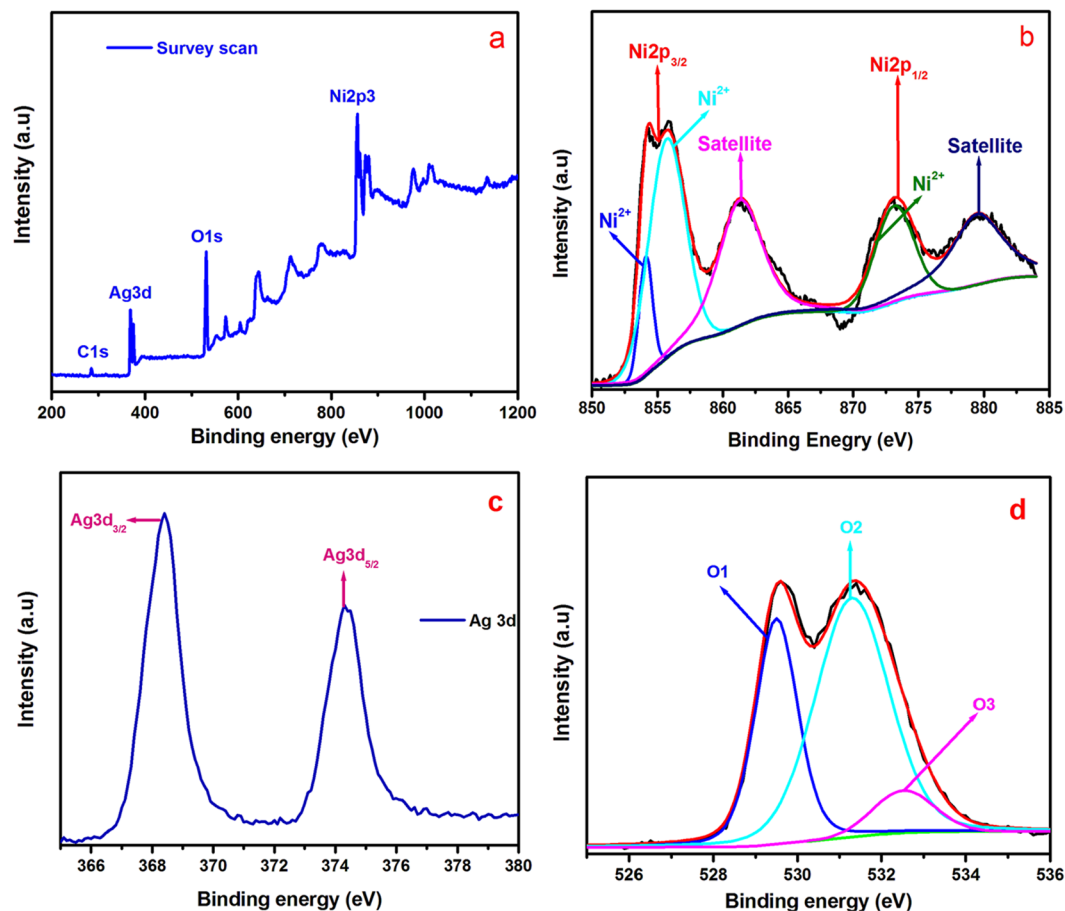 a
Survey scan
Ni2p3
O1s
Ag3d
C1s
Intensity (a.u)
200 400 600 800 1000 1200
Binding energy (eV)
b
Ni2p3/2
Ni2+
Satellite
Ni2p1/2
Satellite
Ni2+
Ni2+
Intensity (a.u)
850 855 860 865 870 875 880 885
Binding Enegry (eV)
c
Ag3d3/2
Ag3d5/2
Ag 3d
Intensity (a.u)
366 368 370 372 374 376 378 380
Binding energy (eV)
d
O2
O1
O3
Intensity (a.u)
526 528 530 532 534 536
Binding energy (eV)